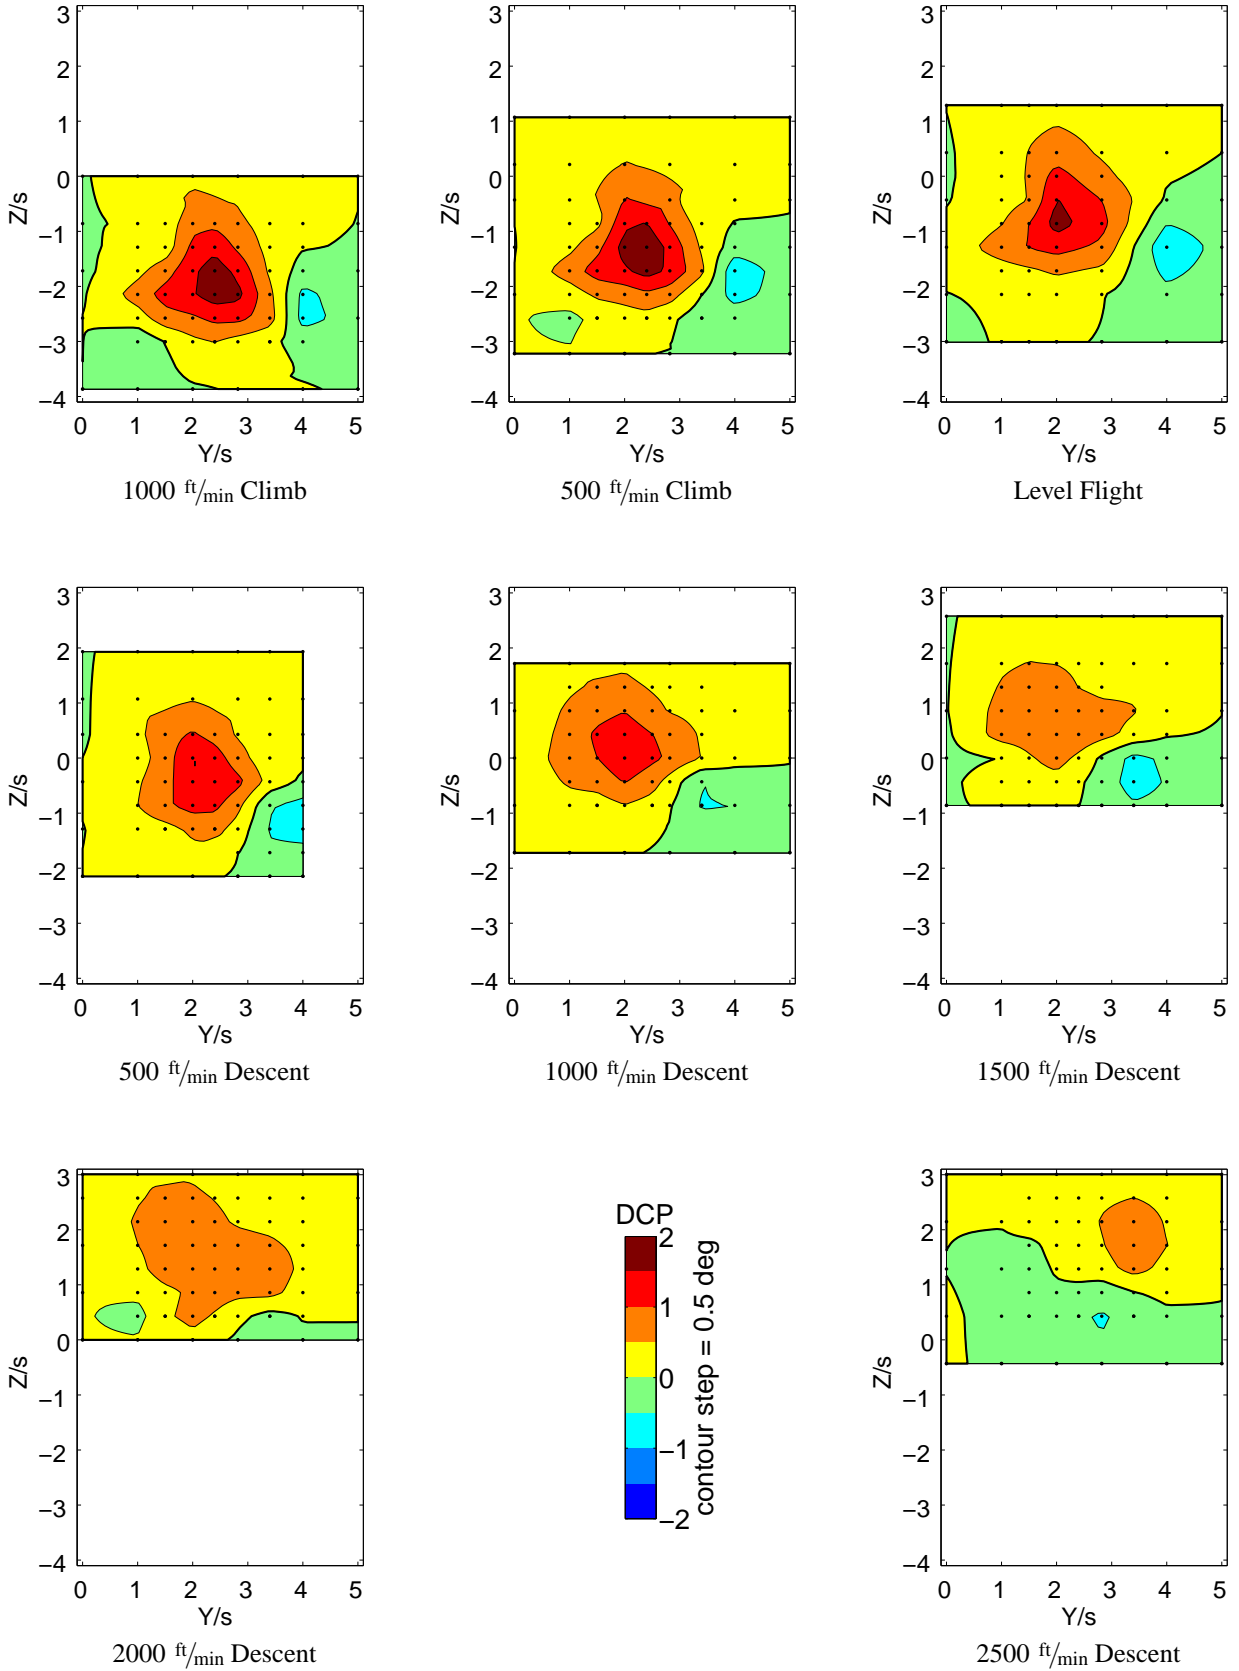 3
2
1
0
−1
−2
−3
−4
Z/s
0 1 2 3 4 5
Y/s
1000 ft/min Climb
3
2
1
0
−1
−2
−3
−4
Z/s
0 1 2 3 4 5
Y/s
500 ft/min Climb
3
2
1
0
−1
−2
−3
−4
Z/s
0 1 2 3 4 5
Y/s
Level Flight
3
2
1
0
−1
−2
−3
−4
Z/s
0 1 2 3 4 5
Y/s
500 ft/min Descent
3
2
1
0
−1
−2
−3
−4
Z/s
0 1 2 3 4 5
Y/s
1000 ft/min Descent
3
2
1
0
−1
−2
−3
−4
Z/s
0 1 2 3 4 5
Y/s
1500 ft/min Descent
3
2
1
0
−1
−2
−3
−4
Z/s
0 1 2 3 4 5
Y/s
2000 ft/min Descent
DCP
2
1
0
−1
−2
contour step = 0.5 deg
3
2
1
0
−1
−2
−3
−4
Z/s
0 1 2 3 4 5
Y/s
2500 ft/min Descent